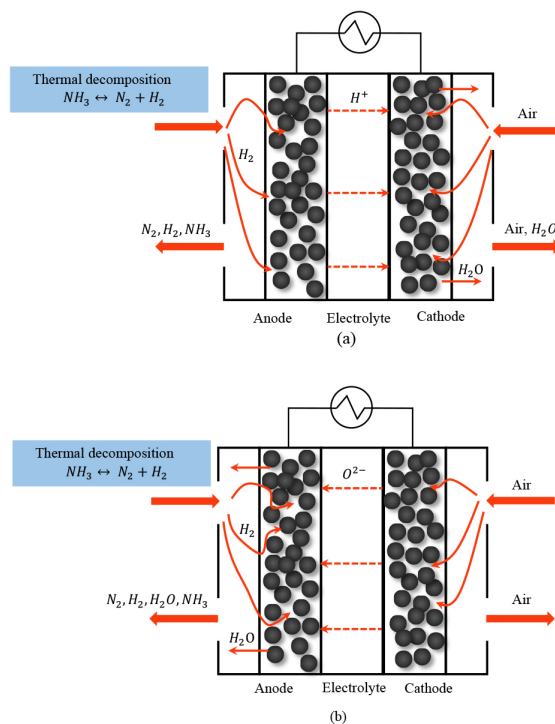 Thermal decomposition
NH₃ ↔ N₂ + H₂
H⁺
Air
H₂
N₂, H₂, NH₃
Air, H₂O
H₂O
Anode Electrolyte Cathode
(a)
Thermal decomposition
NH₃ ↔ N₂ + H₂
O²⁻
Air
H₂
N₂, H₂, H₂O, NH₃
Air
H₂O
Anode Electrolyte Cathode
(b)